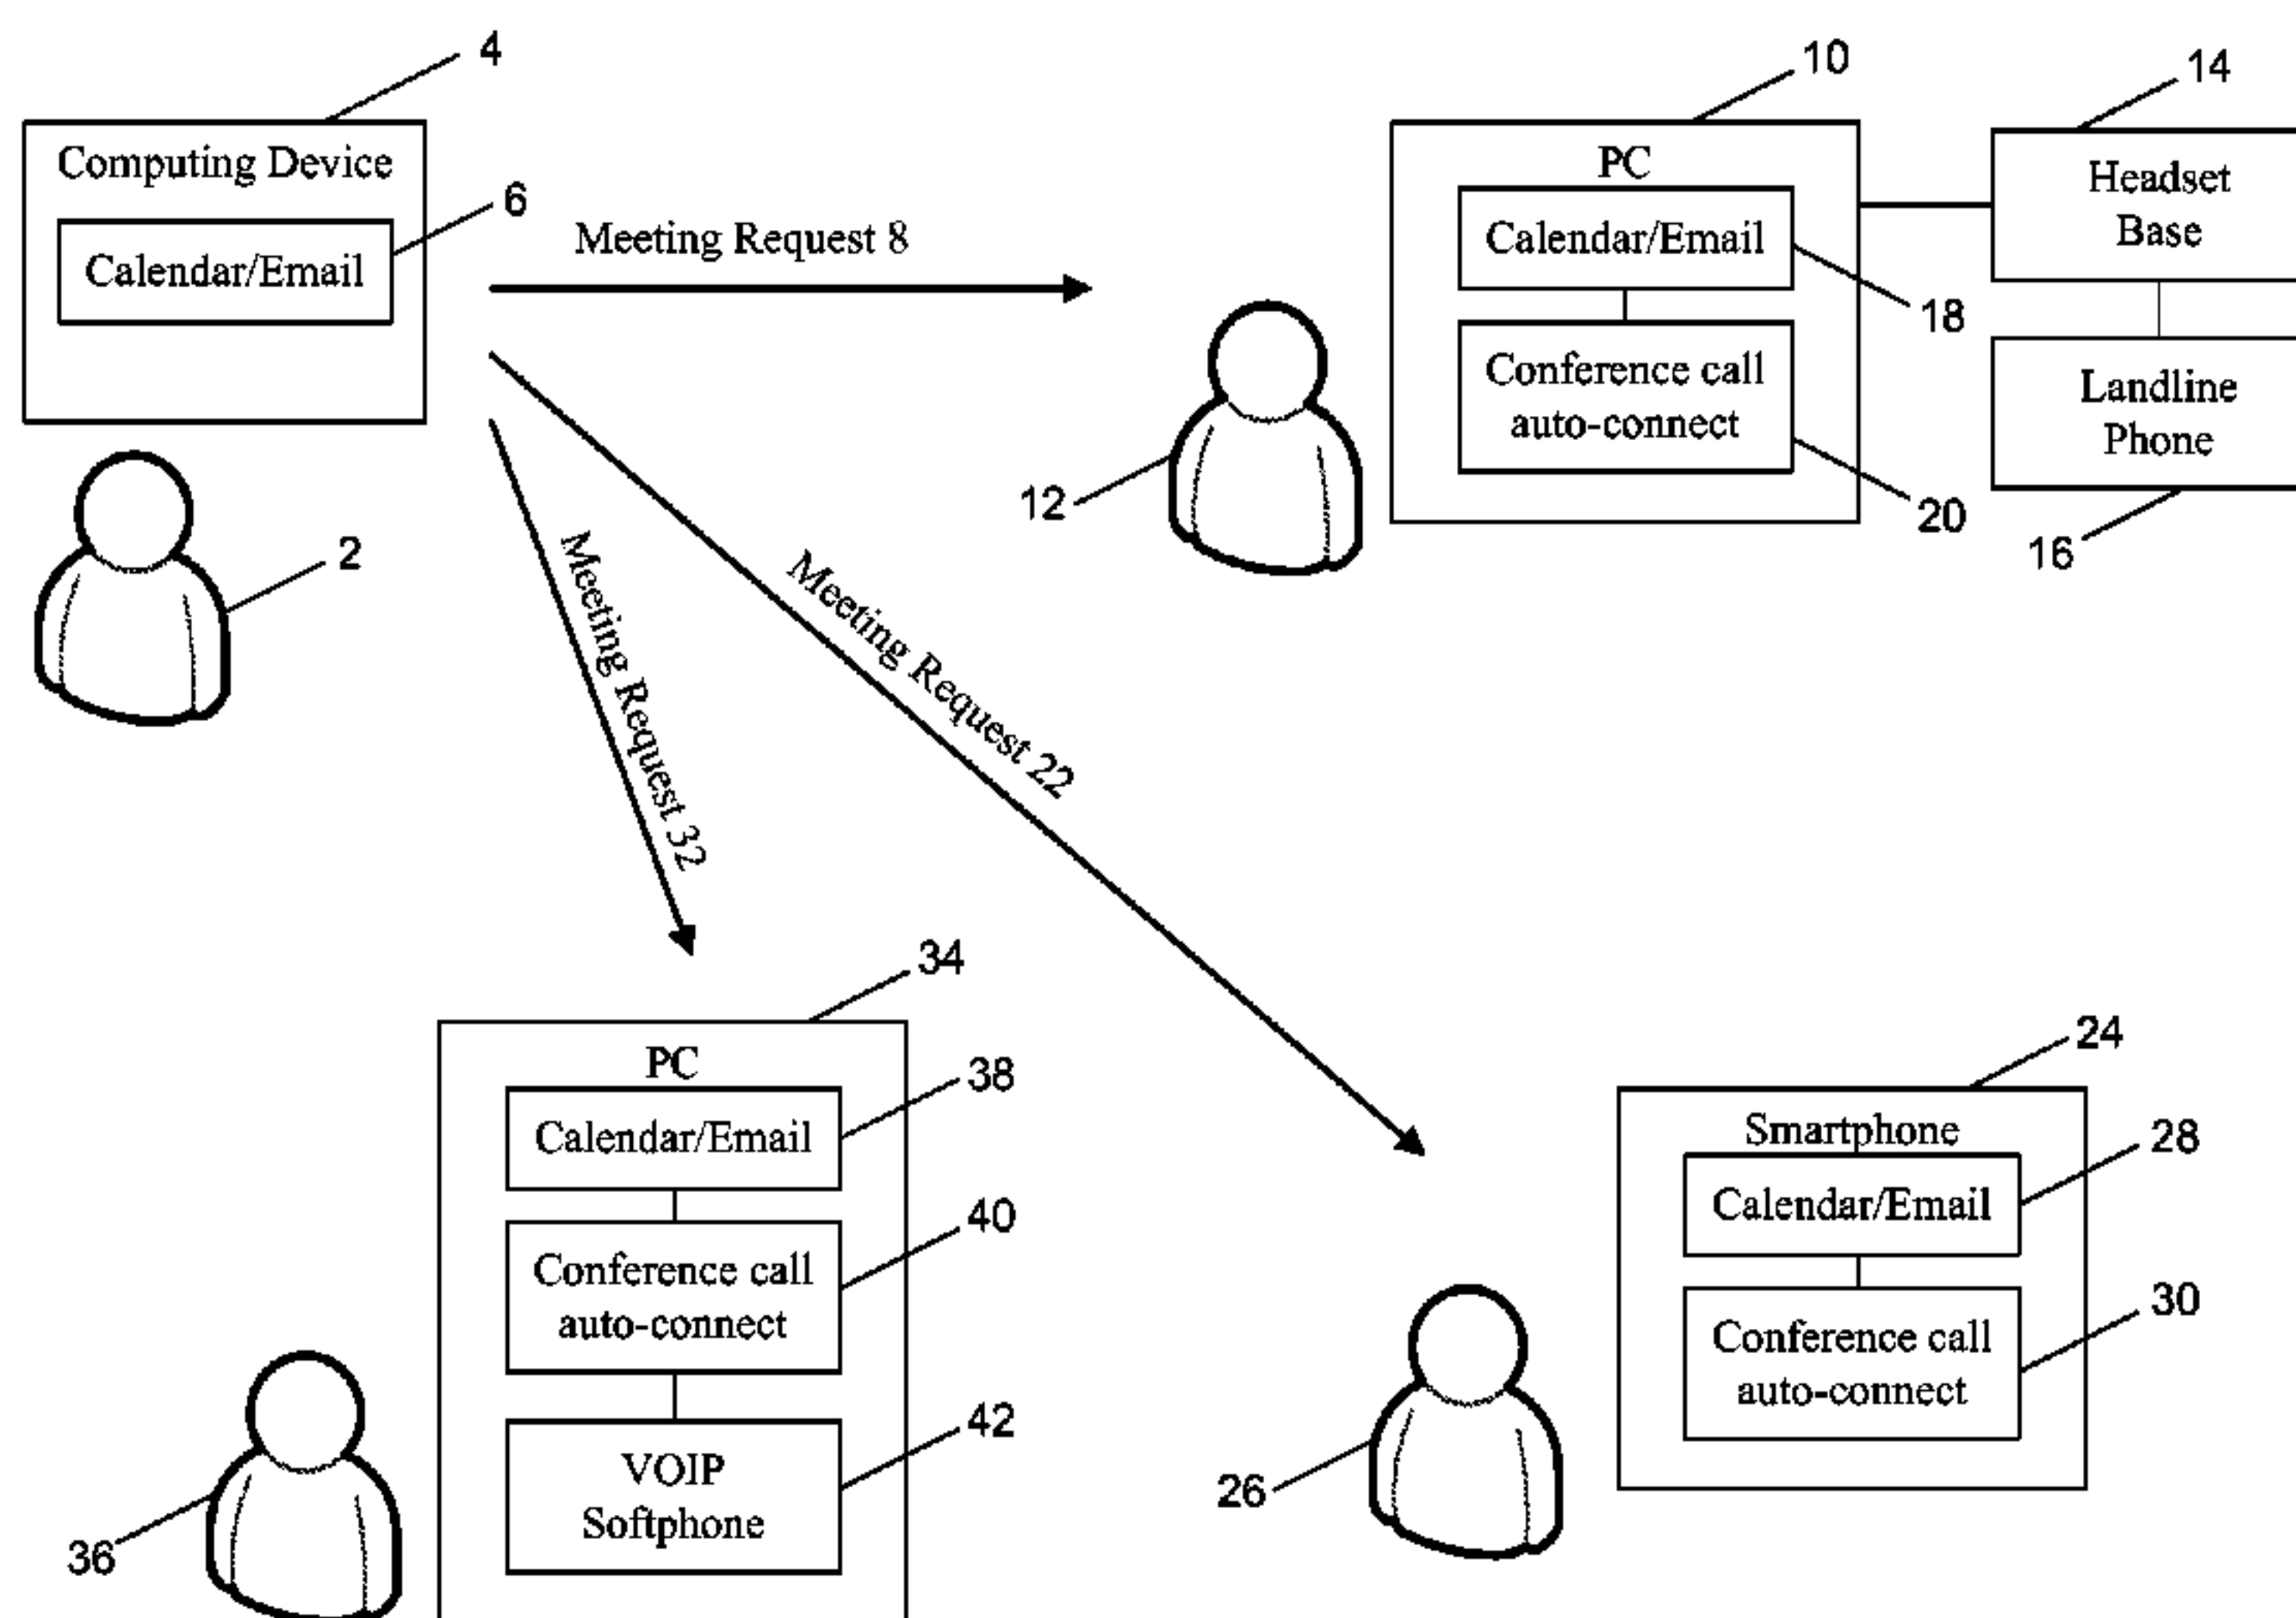 4
Computing Device
6
Calendar/Email
2
Meeting Request 8
10
PC
Calendar/Email
18
Conference call
auto-connect
20
12
14
Headset
Base
Landline
Phone
16
Meeting Request 32
Meeting Request 22
34
PC
38
Calendar/Email
40
Conference call
auto-connect
42
VOIP
Softphone
36
24
Smartphone
28
Calendar/Email
30
Conference call
auto-connect
26